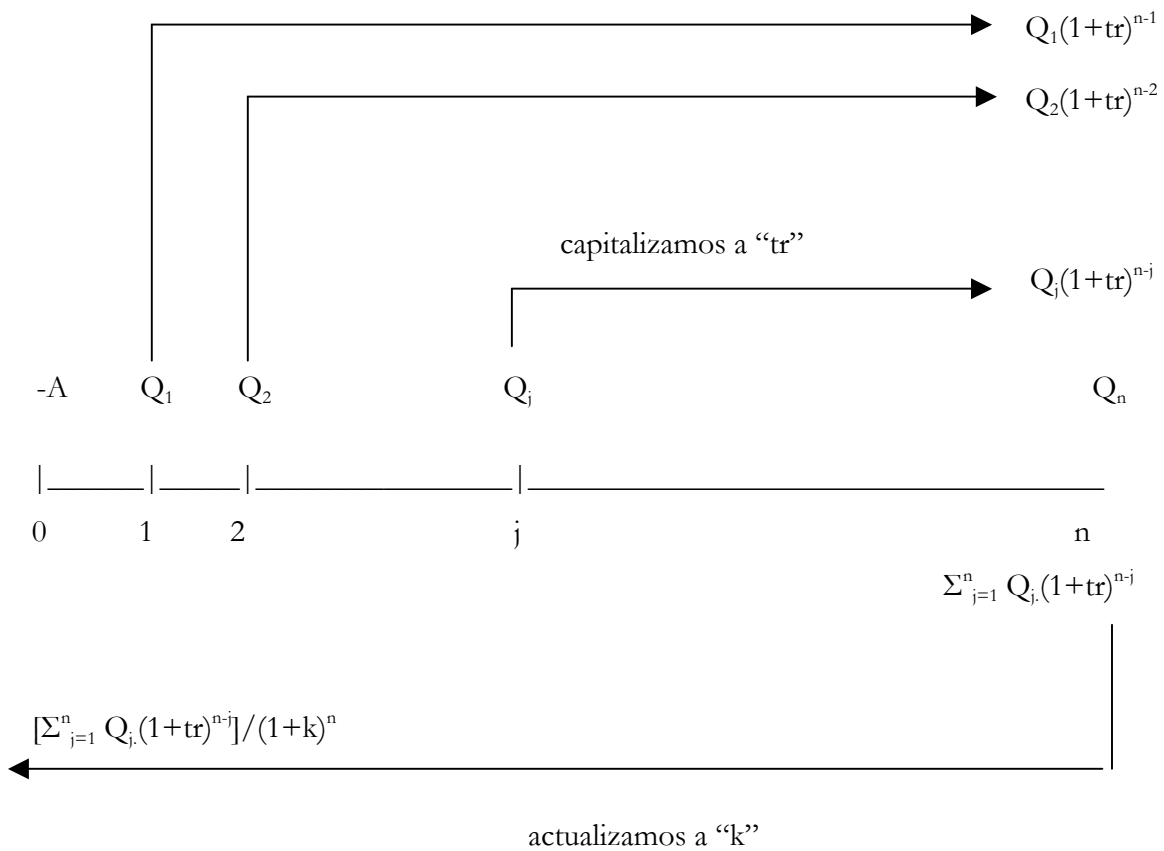 Q₁(1+tr)ⁿ⁻¹
Q₂(1+tr)ⁿ⁻²
capitalizamos a “tr”
Qⱼ(1+tr)ⁿ⁻ʲ
-A Q₁ Q₂ Qⱼ Qₙ
0 1 2 j n
Σⁿⱼ₌₁ Qⱼ.(1+tr)ⁿ⁻ʲ
[Σⁿⱼ₌₁ Qⱼ.(1+tr)ⁿ⁻ʲ]/(1+k)ⁿ
actualizamos a “k”